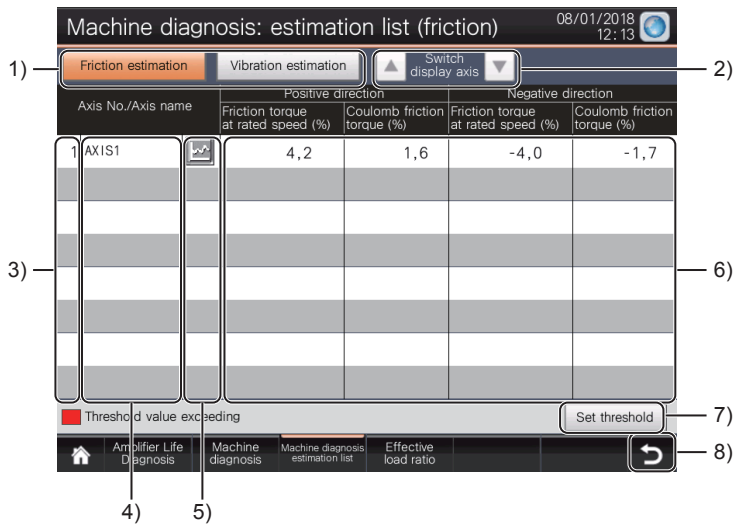 Machine diagnosis: estimation list (friction)
08/01/2018
12:13
1)
Friction estimation
Vibration estimation
Switch
display axis
2)
Axis No./Axis name
Positive direction
Negative direction
Friction torque
at rated speed (%)
Coulomb friction
torque (%)
Friction torque
at rated speed (%)
Coulomb friction
torque (%)
1
AXIS1
4,2
1,6
-4,0
-1,7
3)
6)
Threshold value exceeding
Set threshold
7)
Amplifier Life
Diagnosis
Machine
diagnosis
Machine diagnosis
estimation list
Effective
load ratio
8)
4)
5)